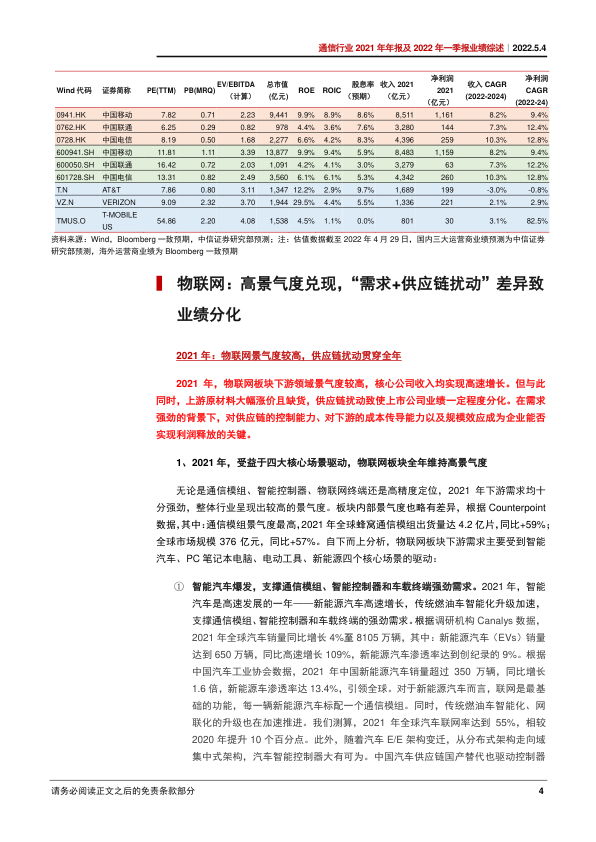 通信行业 2021 年年报及 2022 年一季报业绩综述｜2022.5.4
Wind 代码 证券简称 PE(TTM) PB(MRQ) EV/EBITDA（计算） 总市值（亿元） ROE ROIC 股息率（预期） 收入 2021（亿元） 净利润 2021（亿元） 收入 CAGR (2022-2024) 净利润 CAGR (2022-24)
0941.HK 中国移动 7.82 0.71 2.23 9,441 9.9% 8.9% 8.6% 8,511 1,161 8.2% 9.4%
0762.HK 中国联通 6.25 0.29 0.82 978 4.4% 3.6% 7.6% 3,280 144 7.3% 12.4%
0728.HK 中国电信 8.19 0.50 1.68 2,277 6.6% 4.2% 8.3% 4,396 259 10.3% 12.8%
600941.SH 中国移动 11.81 1.11 3.39 13,877 9.9% 9.4% 5.9% 8,483 1,159 8.2% 9.4%
600050.SH 中国联通 16.42 0.72 2.03 1,091 4.2% 4.1% 3.0% 3,279 63 7.3% 12.2%
601728.SH 中国电信 13.31 0.82 2.49 3,560 6.1% 6.1% 5.3% 4,342 260 10.3% 12.8%
T.N AT&T 7.86 0.80 3.11 1,347 12.2% 2.9% 9.7% 1,689 199 -3.0% -0.8%
VZ.N VERIZON 9.09 2.32 3.70 1,944 29.5% 4.4% 5.5% 1,336 221 2.1% 2.9%
TMUS.O T-MOBILE US 54.86 2.20 4.08 1,538 4.5% 1.1% 0.0% 801 30 3.1% 82.5%
资料来源：Wind，Bloomberg 一致预期，中信证券研究部预测；注：估值数据截至 2022 年 4 月 29 日，国内三大运营商业绩预测为中信证券
研究部预测，海外运营商业绩为 Bloomberg 一致预期
物联网：高景气度兑现，“需求+供应链扰动”差异致
业绩分化
2021 年：物联网景气度较高，供应链扰动贯穿全年
2021 年，物联网板块下游领域景气度较高，核心公司收入均实现高速增长。但与此
同时，上游原材料大幅涨价且缺货，供应链扰动致使上市公司业绩一定程度分化。在需求
强劲的背景下，对供应链的控制能力、对下游的成本传导能力以及规模效应成为企业能否
实现利润释放的关键。
1、2021 年，受益于四大核心场景驱动，物联网板块全年维持高景气度
无论是通信模组、智能控制器、物联网终端还是高精度定位，2021 年下游需求均十
分强劲，整体行业呈现出较高的景气度。板块内部景气度也略有差异，根据 Counterpoint
数据，其中：通信模组景气度最高，2021 年全球蜂窝通信模组出货量达 4.2 亿片，同比+59%；
全球市场规模 376 亿元，同比+57%。自下而上分析，物联网板块下游需求主要受到智能
汽车、PC 笔记本电脑、电动工具、新能源四个核心场景的驱动：
① 智能汽车爆发，支撑通信模组、智能控制器和车载终端强劲需求。2021 年，智能
汽车是高速发展的一年——新能源汽车高速增长，传统燃油车智能化升级加速，
支撑通信模组、智能控制器和车载终端的强劲需求。根据调研机构 Canalys 数据，
2021 年全球汽车销量同比增长 4%至 8105 万辆，其中：新能源汽车（EVs）销量
达到 650 万辆，同比高速增长 109%，新能源汽车渗透率达到创纪录的 9%。根据
中国汽车工业协会数据，2021 年中国新能源汽车销量超过 350 万辆，同比增长
1.6 倍，新能源车渗透率达 13.4%，引领全球。对于新能源汽车而言，联网是最基
础的功能，每一辆新能源汽车标配一个通信模组。同时，传统燃油车智能化、网
联化的升级也在加速推进。我们测算，2021 年全球汽车联网率达到 55%，相较
2020 年提升 10 个百分点。此外，随着汽车 E/E 架构变迁，从分布式架构走向域
集中式架构，汽车智能控制器大有可为。中国汽车供应链国产替代也驱动控制器
请务必阅读正文之后的免责条款部分 4